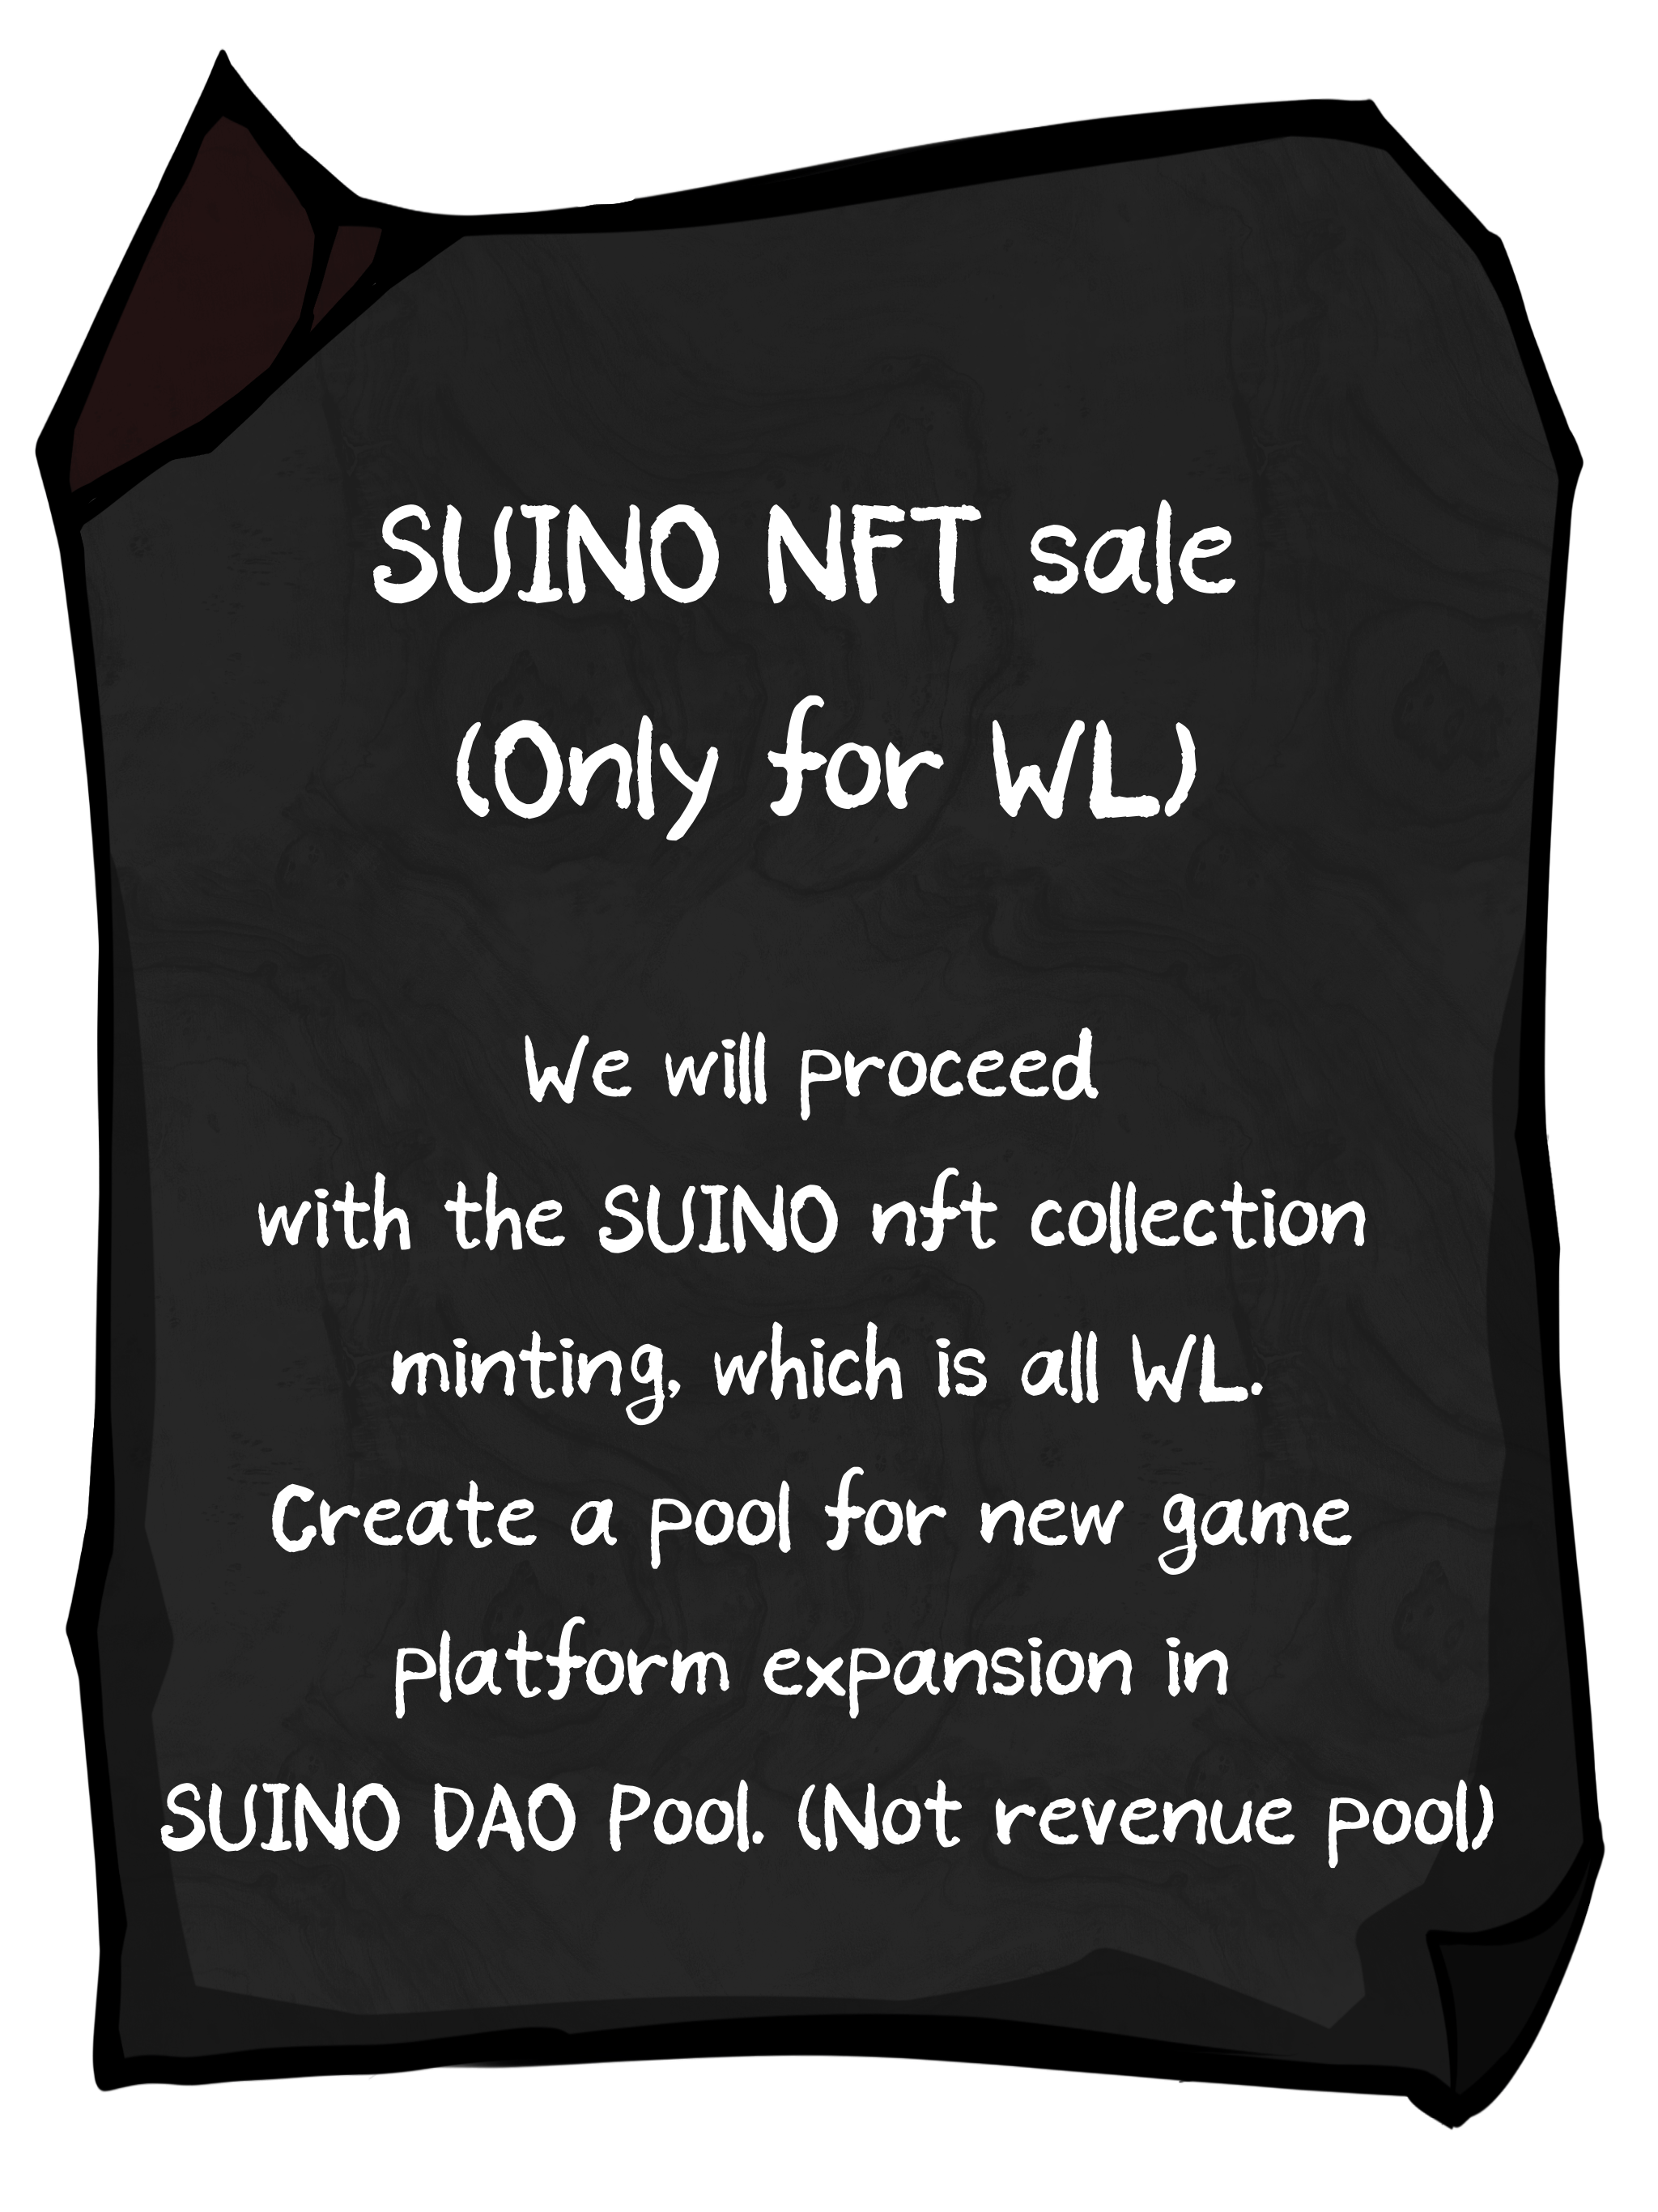 SUINO NFT sale
(Only for WL)
We will proceed
with the SUINO nft collection
minting, which is all WL.
Create a pool for new game
platform expansion in
SUINO DAO Pool. (Not revenue pool)